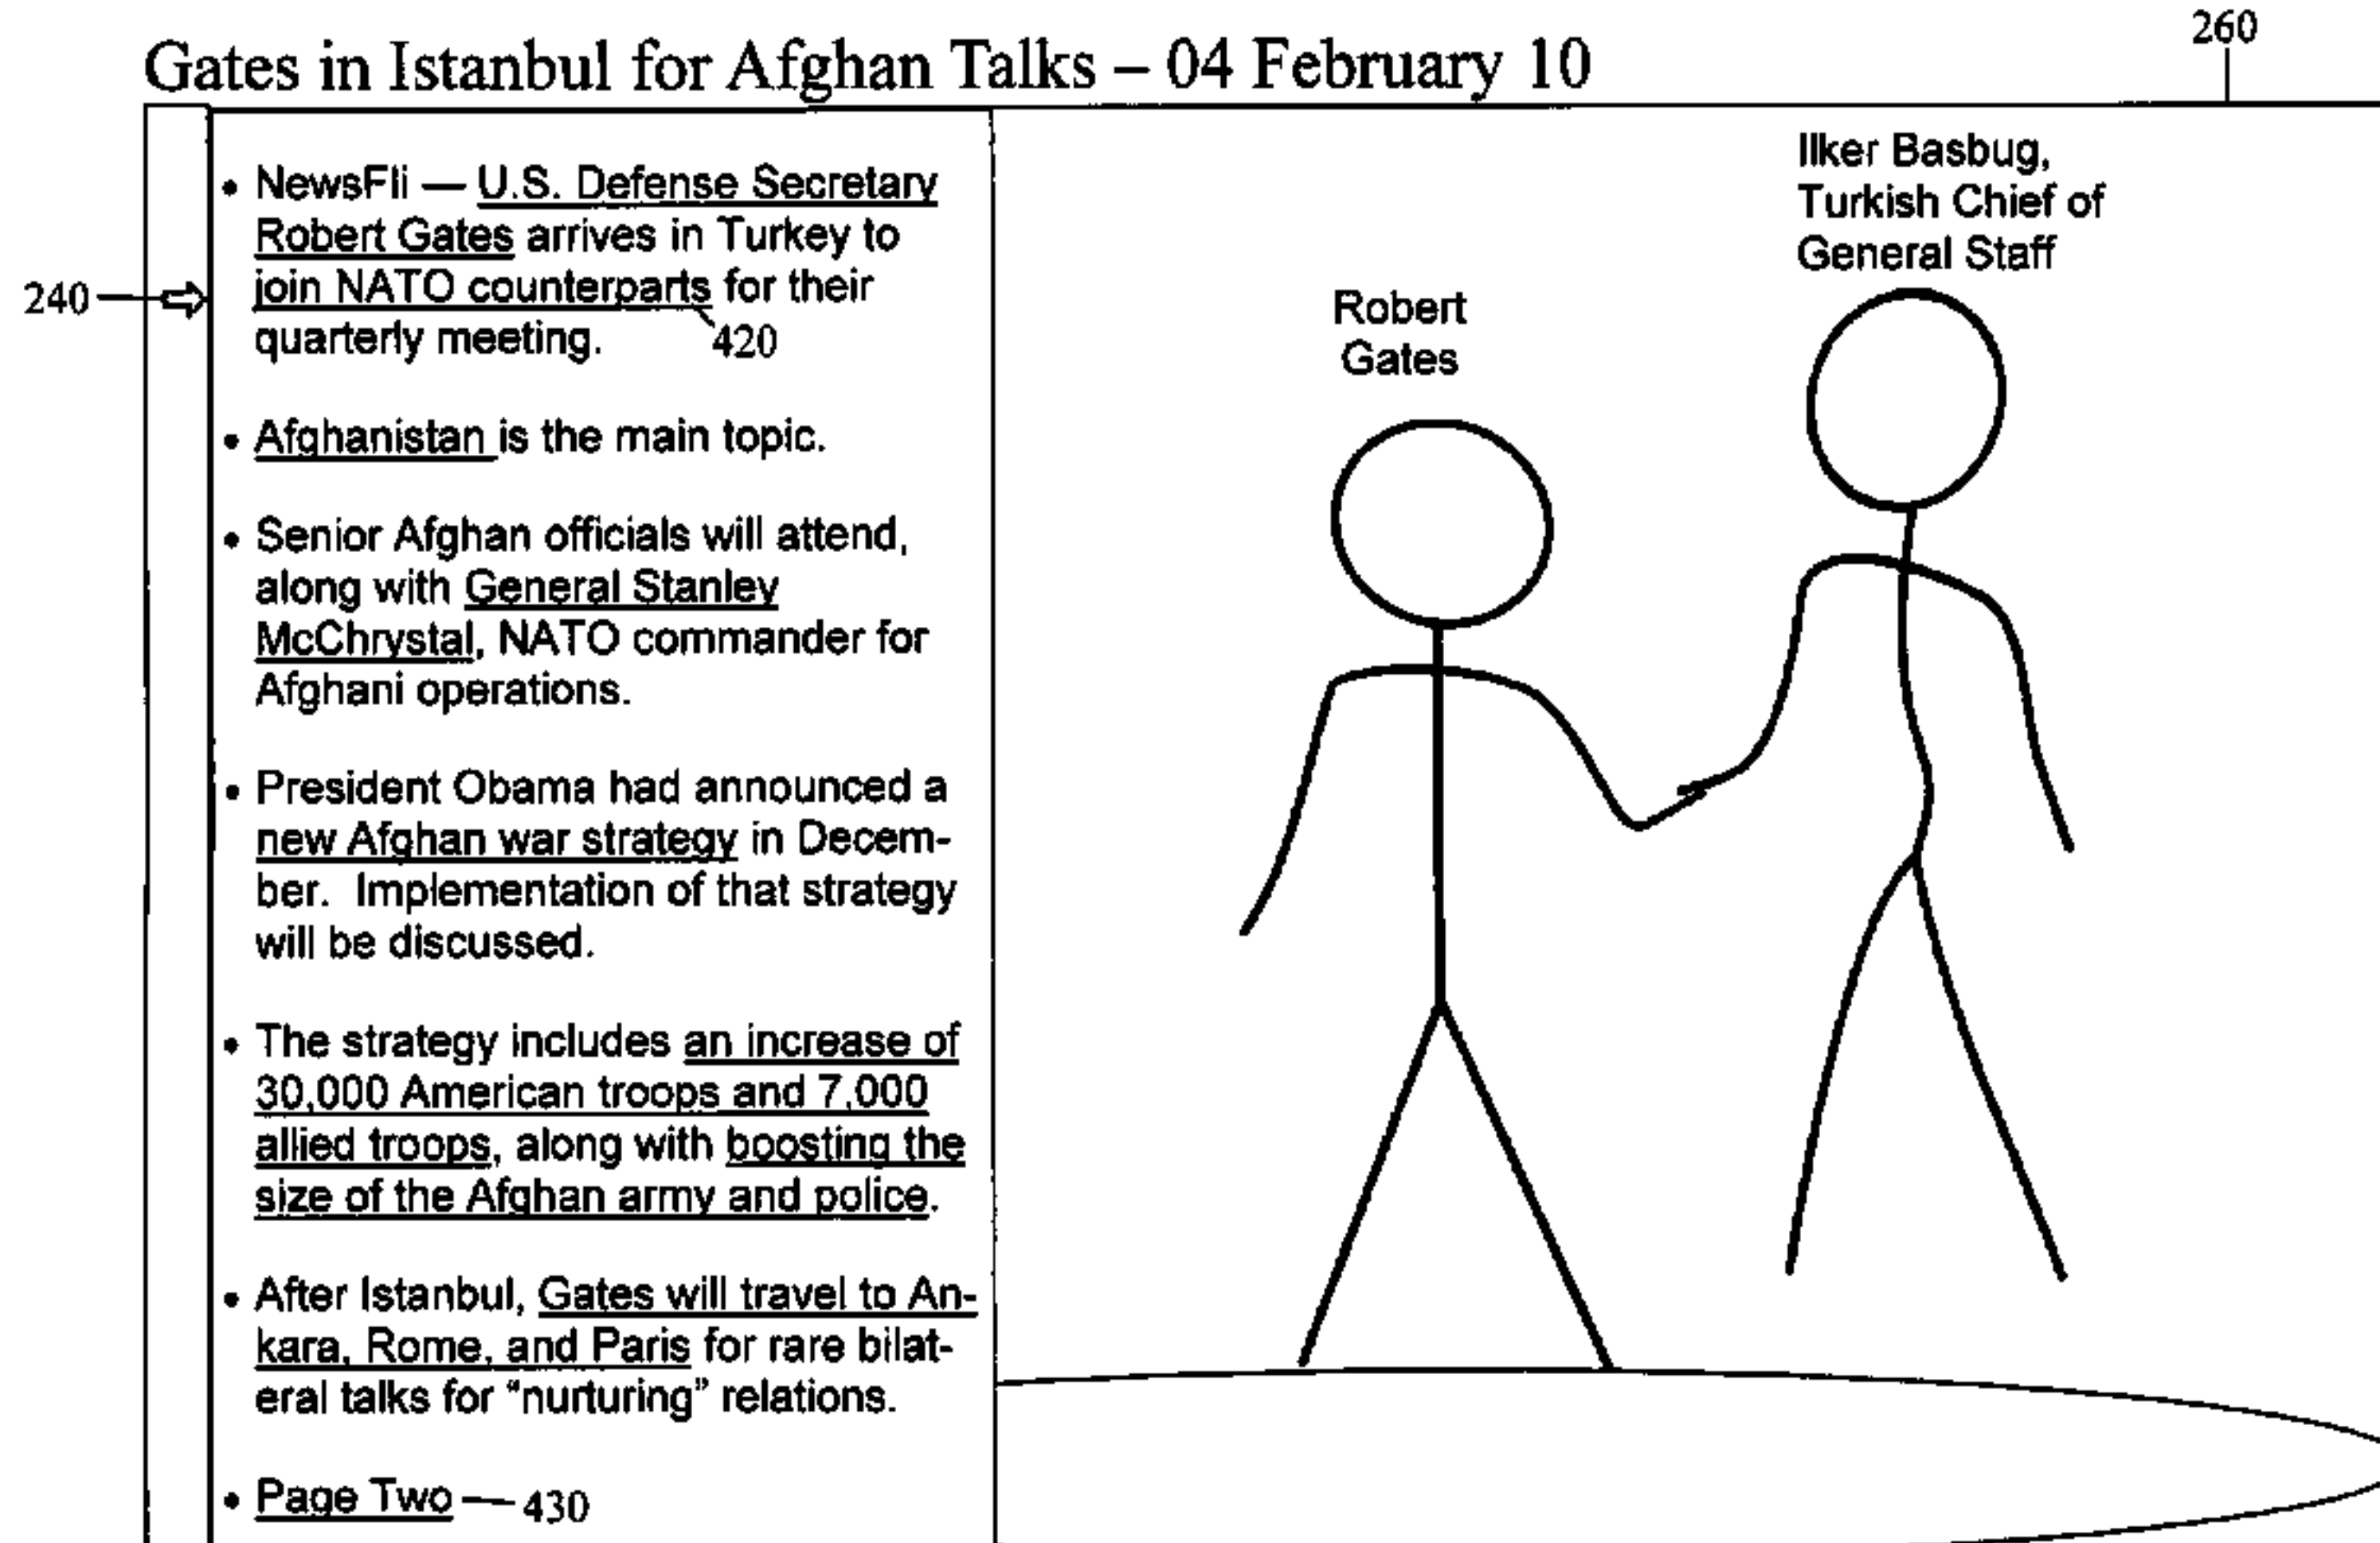 260
Gates in Istanbul for Afghan Talks – 04 February 10
• NewsFli — U.S. Defense Secretary
Robert Gates arrives in Turkey to
240
join NATO counterparts for their
quarterly meeting.
420
• Afghanistan is the main topic.
• Senior Afghan officials will attend,
along with General Stanley
McChrystal, NATO commander for
Afghani operations.
• President Obama had announced a
new Afghan war strategy in Decem-
ber. Implementation of that strategy
will be discussed.
• The strategy includes an increase of
30,000 American troops and 7,000
allied troops, along with boosting the
size of the Afghan army and police.
• After Istanbul, Gates will travel to An-
kara, Rome, and Paris for rare bilat-
eral talks for “nurturing” relations.
• Page Two
430
Robert
Gates
Ilker Basbug,
Turkish Chief of
General Staff